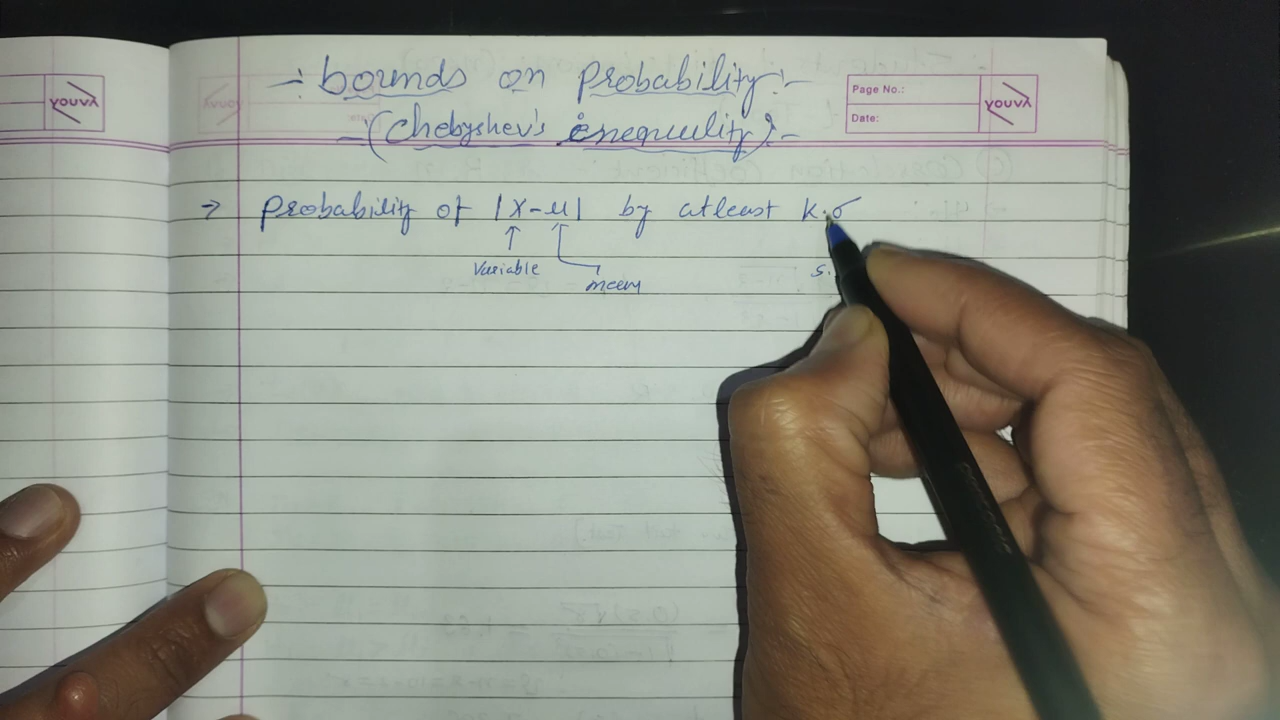 -: bounds on probability :-
-(chebyshev's inequality)-
→ probability of |X-μ| by atleast k.σ
↑ ↑
Variable s.
mean
Page No.:
Date:
youva
youva